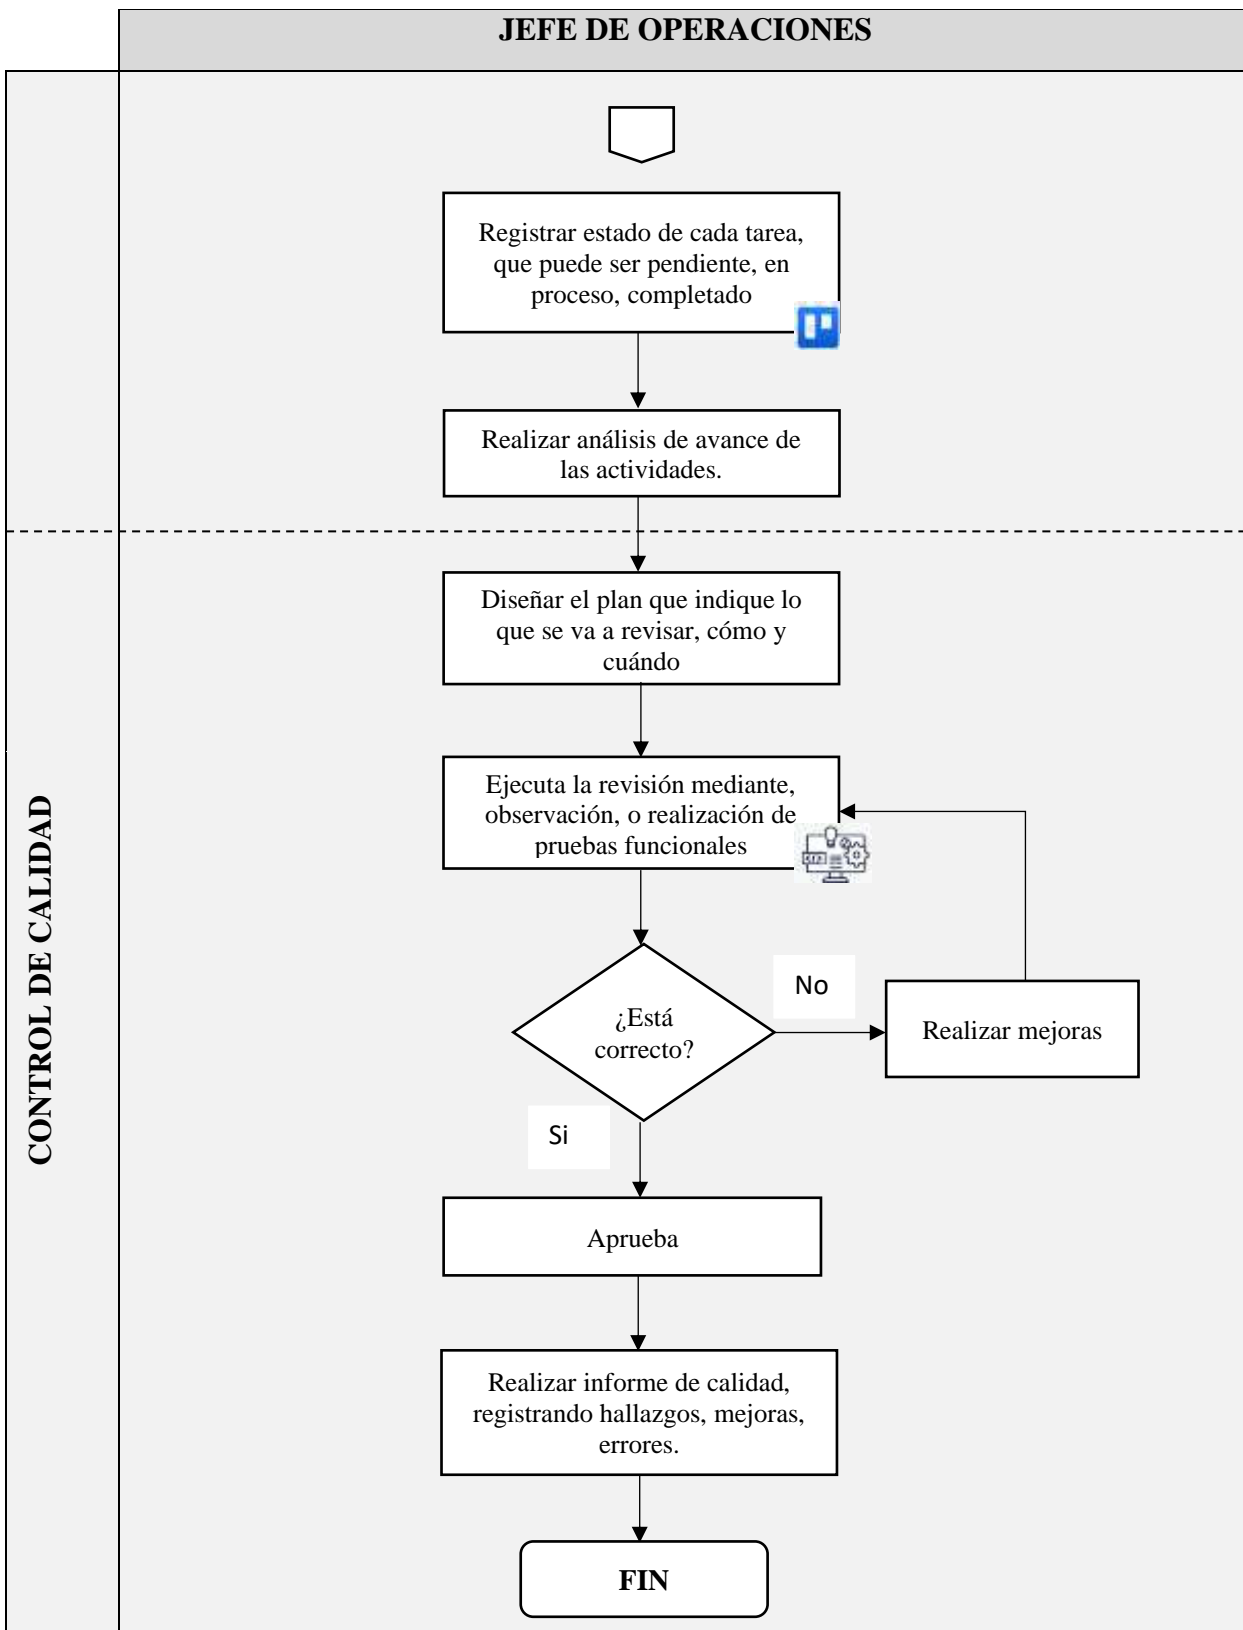 JEFE DE OPERACIONES
Registrar estado de cada tarea,
que puede ser pendiente, en
proceso, completado
Realizar análisis de avance de
las actividades.
CONTROL DE CALIDAD
Diseñar el plan que indique lo
que se va a revisar, cómo y
cuándo
Ejecuta la revisión mediante,
observación, o realización de
pruebas funcionales
¿Está
correcto?
No
Realizar mejoras
Si
Aprueba
Realizar informe de calidad,
registrando hallazgos, mejoras,
errores.
FIN